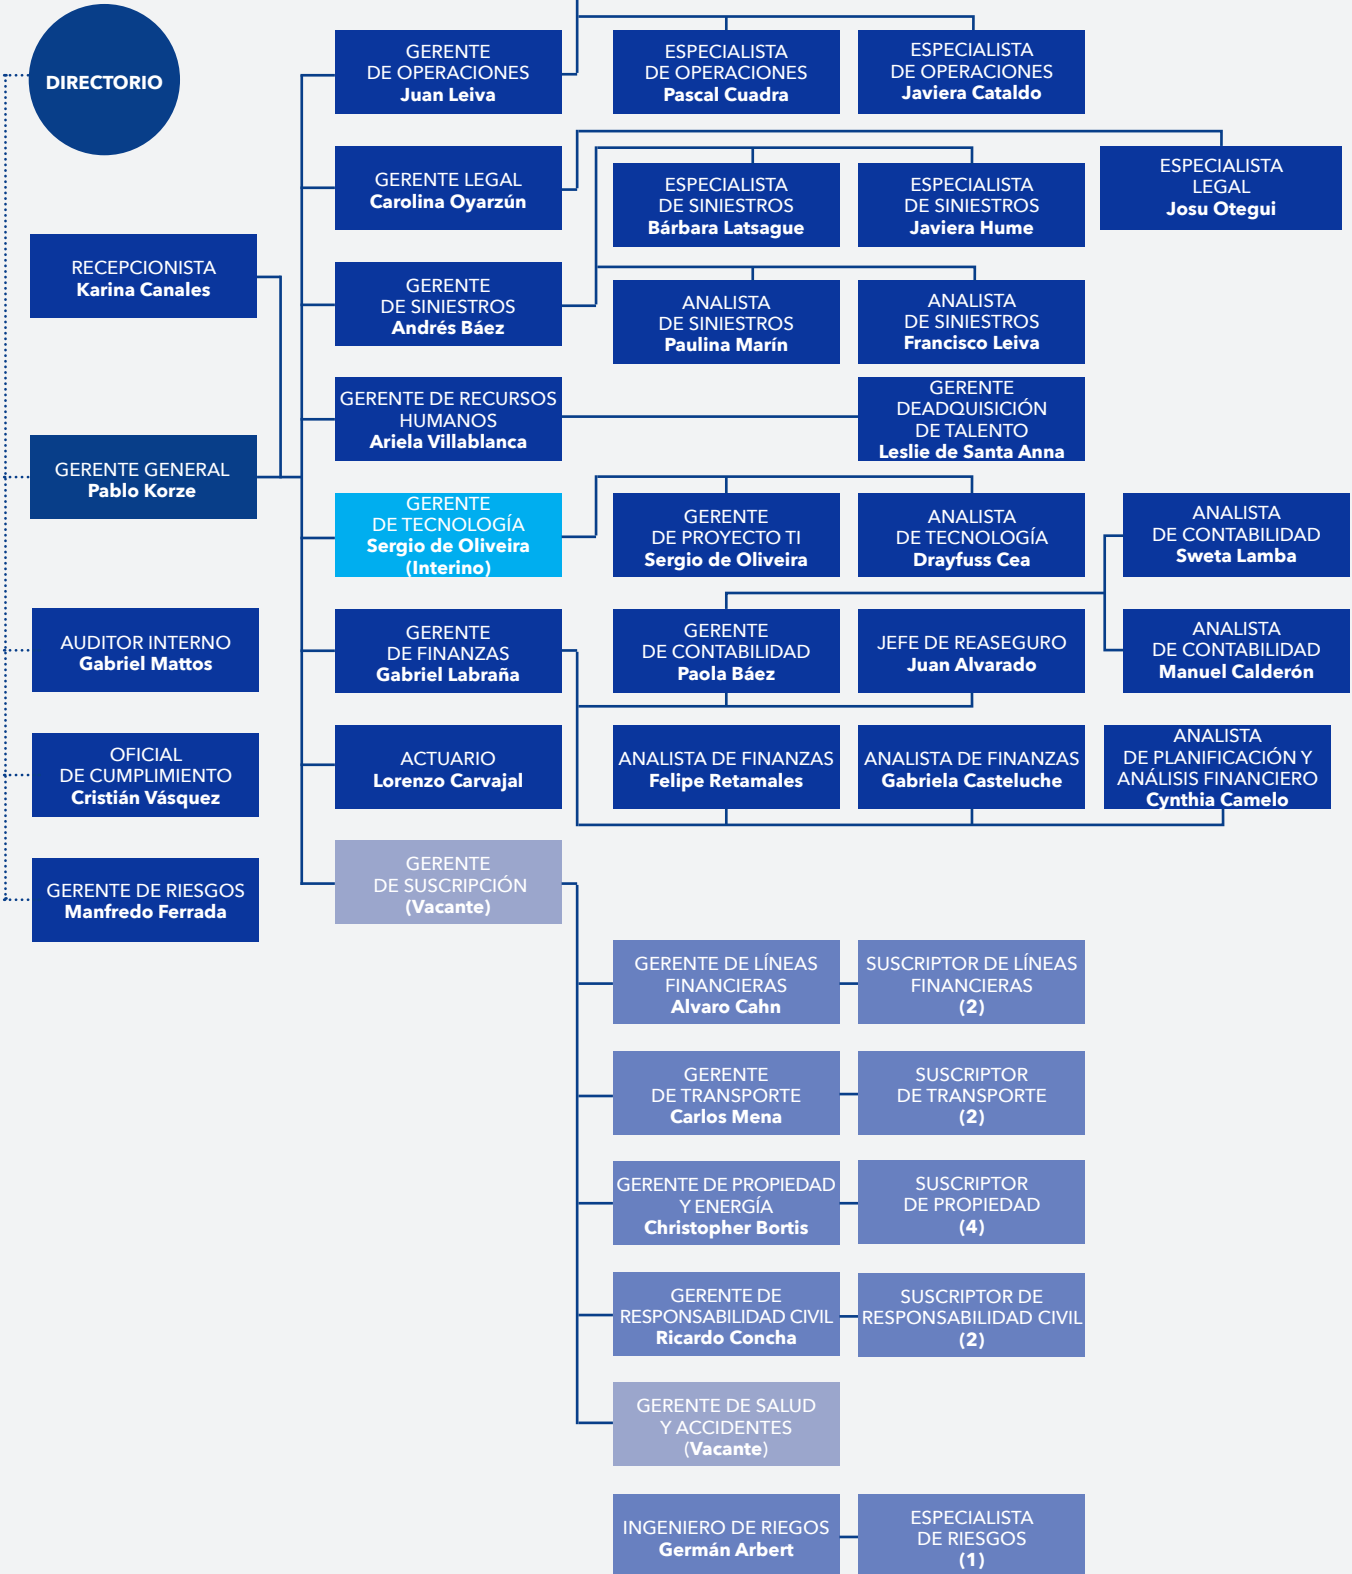 DIRECTORIO
RECEPCIONISTA
Karina Canales
GERENTE GENERAL
Pablo Korze
AUDITOR INTERNO
Gabriel Mattos
OFICIAL
DE CUMPLIMIENTO
Cristián Vásquez
GERENTE DE RIESGOS
Manfredo Ferrada
GERENTE
DE OPERACIONES
Juan Leiva
ESPECIALISTA
DE OPERACIONES
Pascal Cuadra
ESPECIALISTA
DE OPERACIONES
Javiera Cataldo
GERENTE LEGAL
Carolina Oyarzún
ESPECIALISTA
LEGAL
Josu Otegui
GERENTE
DE SINIESTROS
Andrés Báez
ESPECIALISTA
DE SINIESTROS
Bárbara Latsague
ESPECIALISTA
DE SINIESTROS
Javiera Hume
ANALISTA
DE SINIESTROS
Paulina Marín
ANALISTA
DE SINIESTROS
Francisco Leiva
GERENTE DE RECURSOS
HUMANOS
Ariela Villablanca
GERENTE
DEADQUISICIÓN
DE TALENTO
Leslie de Santa Anna
GERENTE
DE TECNOLOGÍA
Sergio de Oliveira
(Interino)
GERENTE
DE PROYECTO TI
Sergio de Oliveira
ANALISTA
DE TECNOLOGÍA
Drayfuss Cea
GERENTE
DE FINANZAS
Gabriel Labraña
GERENTE
DE CONTABILIDAD
Paola Báez
JEFE DE REASEGURO
Juan Alvarado
ANALISTA
DE CONTABILIDAD
Sweta Lamba
ANALISTA
DE CONTABILIDAD
Manuel Calderón
ACTUARIO
Lorenzo Carvajal
ANALISTA DE FINANZAS
Felipe Retamales
ANALISTA DE FINANZAS
Gabriela Casteluche
ANALISTA
DE PLANIFICACIÓN Y
ANÁLISIS FINANCIERO
Cynthia Camelo
GERENTE
DE SUSCRIPCIÓN
(Vacante)
GERENTE DE LÍNEAS
FINANCIERAS
Alvaro Cahn
SUSCRIPTOR DE LÍNEAS
FINANCIERAS
(2)
GERENTE
DE TRANSPORTE
Carlos Mena
SUSCRIPTOR
DE TRANSPORTE
(2)
GERENTE DE PROPIEDAD
Y ENERGÍA
Christopher Bortis
SUSCRIPTOR
DE PROPIEDAD
(4)
GERENTE DE
RESPONSABILIDAD CIVIL
Ricardo Concha
SUSCRIPTOR DE
RESPONSABILIDAD CIVIL
(2)
GERENTE DE SALUD
Y ACCIDENTES
(Vacante)
INGENIERO DE RIEGOS
Germán Arbert
ESPECIALISTA
DE RIESGOS
(1)